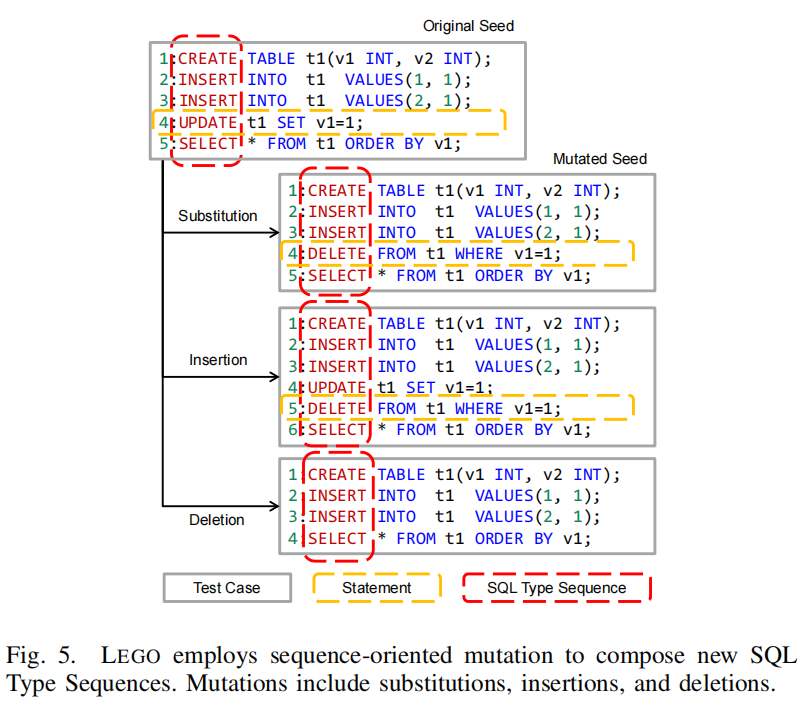 Original Seed
1:CREATE TABLE t1(v1 INT, v2 INT);
2:INSERT INTO t1 VALUES(1, 1);
3:INSERT INTO t1 VALUES(2, 1);
4:UPDATE t1 SET v1=1;
5:SELECT * FROM t1 ORDER BY v1;
Mutated Seed
Substitution
1:CREATE TABLE t1(v1 INT, v2 INT);
2:INSERT INTO t1 VALUES(1, 1);
3:INSERT INTO t1 VALUES(2, 1);
4:DELETE FROM t1 WHERE v1=1;
5:SELECT * FROM t1 ORDER BY v1;
Insertion
1:CREATE TABLE t1(v1 INT, v2 INT);
2:INSERT INTO t1 VALUES(1, 1);
3:INSERT INTO t1 VALUES(2, 1);
4:UPDATE t1 SET v1=1;
5:DELETE FROM t1 WHERE v1=1;
6:SELECT * FROM t1 ORDER BY v1;
Deletion
1:CREATE TABLE t1(v1 INT, v2 INT);
2:INSERT INTO t1 VALUES(1, 1);
3:INSERT INTO t1 VALUES(2, 1);
4:SELECT * FROM t1 ORDER BY v1;
Test Case
Statement
SQL Type Sequence
Fig. 5. LEGO employs sequence-oriented mutation to compose new SQL
Type Sequences. Mutations include substitutions, insertions, and deletions.